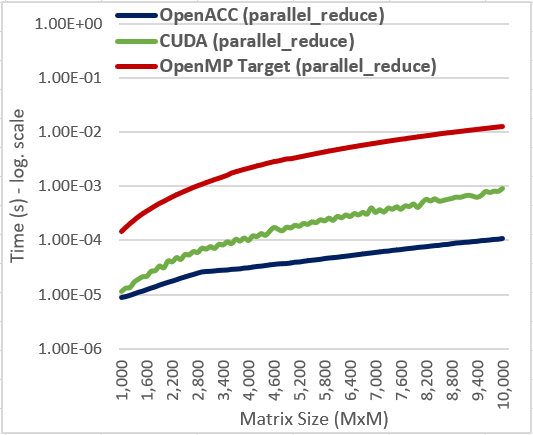 OpenACC (parallel_reduce)
CUDA (parallel_reduce)
OpenMP Target (parallel_reduce)
1.00E+00
1.00E-01
1.00E-02
1.00E-03
1.00E-04
1.00E-05
1.00E-06
Time (s) - log. scale
1,000
1,600
2,200
2,800
3,400
4,000
4,600
5,200
5,800
6,400
7,000
7,600
8,200
8,800
9,400
10,000
Matrix Size (MxM)